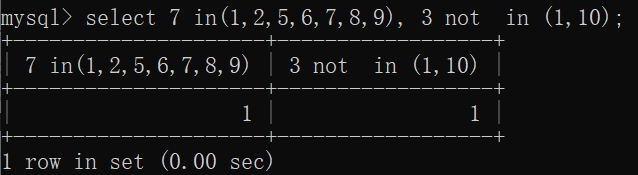 mysql> select 7 in(1,2,5,6,7,8,9), 3 not  in (1,10);
+---------------------+------------------+
| 7 in(1,2,5,6,7,8,9) | 3 not  in (1,10) |
+---------------------+------------------+
|                   1 |                1 |
+---------------------+------------------+
1 row in set (0.00 sec)